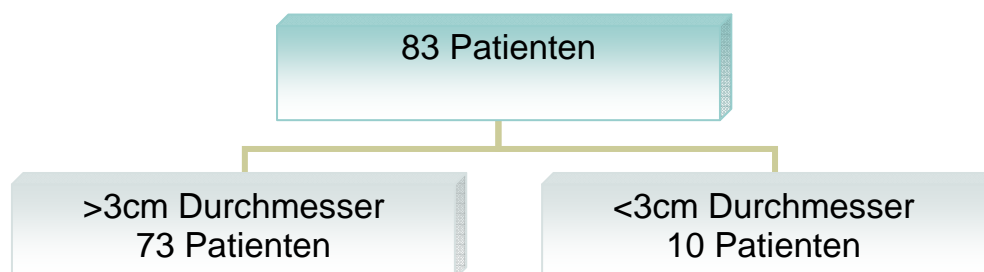 83 Patienten
>3cm Durchmesser
73 Patienten
<3cm Durchmesser
10 Patienten